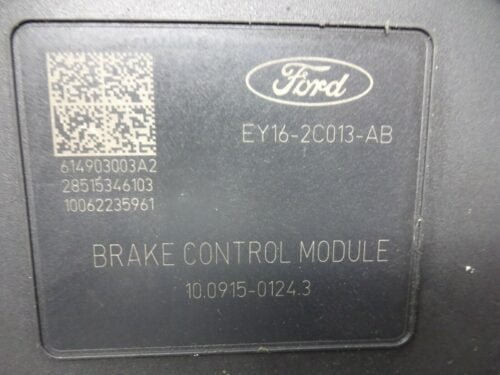 Ford
EY16-2C013-AB
614903003A2
28515346103
10062235961
BRAKE CONTROL MODULE
10.0915-0124.3